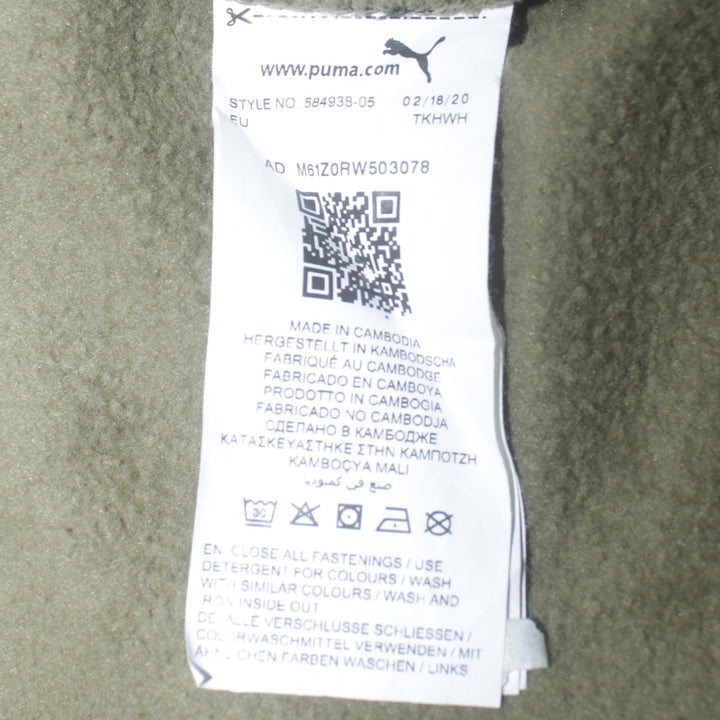 www.puma.com
STYLE NO. 584938-05 02/18/20
EU TKHWH
AD M61Z0RW503078
MADE IN CAMBODIA
HERGESTELLT IN KAMBODSCHA
FABRIQUÉ AU CAMBODGE
FABRICADO EN CAMBOYA
PRODOTTO IN CAMBOGIA
FABRICADO NO CAMBODJA
СДЕЛАНО В КАМБОДЖЕ
ΚΑΤΑΣΚΕΥΑΣΤΗΚΕ ΣΤΗΝ ΚΑΜΠΟΤΖΗ
KAMBOÇYA MALI
صنع في كمبوديا
30
EN CLOSE ALL FASTENINGS / USE
DETERGENT FOR COLOURS / WASH
WITH SIMILAR COLOURS / WASH AND
IRON INSIDE OUT
DE ALLE VERSCHLÜSSE SCHLIESSEN /
COLORWASCHMITTEL VERWENDEN / MIT
ÄHNLICHEN FARBEN WASCHEN / LINKS